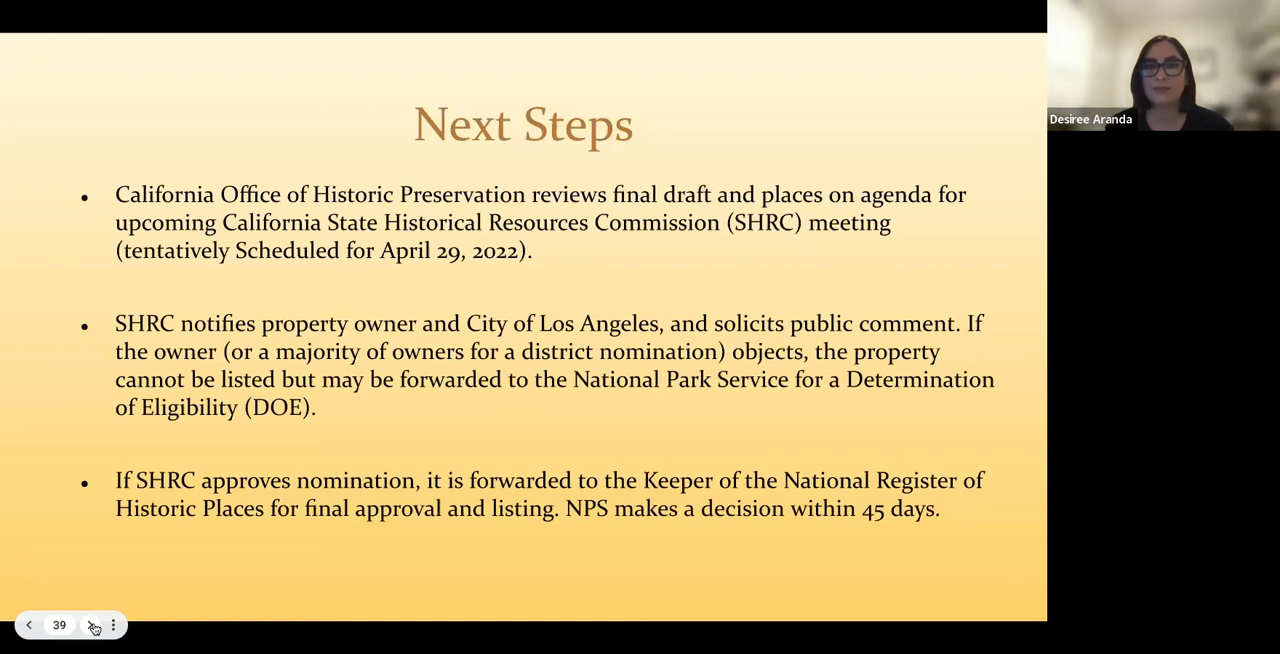 Next Steps
• California Office of Historic Preservation reviews final draft and places on agenda for
upcoming California State Historical Resources Commission (SHRC) meeting
(tentatively Scheduled for April 29, 2022).
• SHRC notifies property owner and City of Los Angeles, and solicits public comment. If
the owner (or a majority of owners for a district nomination) objects, the property
cannot be listed but may be forwarded to the National Park Service for a Determination
of Eligibility (DOE).
• If SHRC approves nomination, it is forwarded to the Keeper of the National Register of
Historic Places for final approval and listing. NPS makes a decision within 45 days.
39
Desiree Aranda